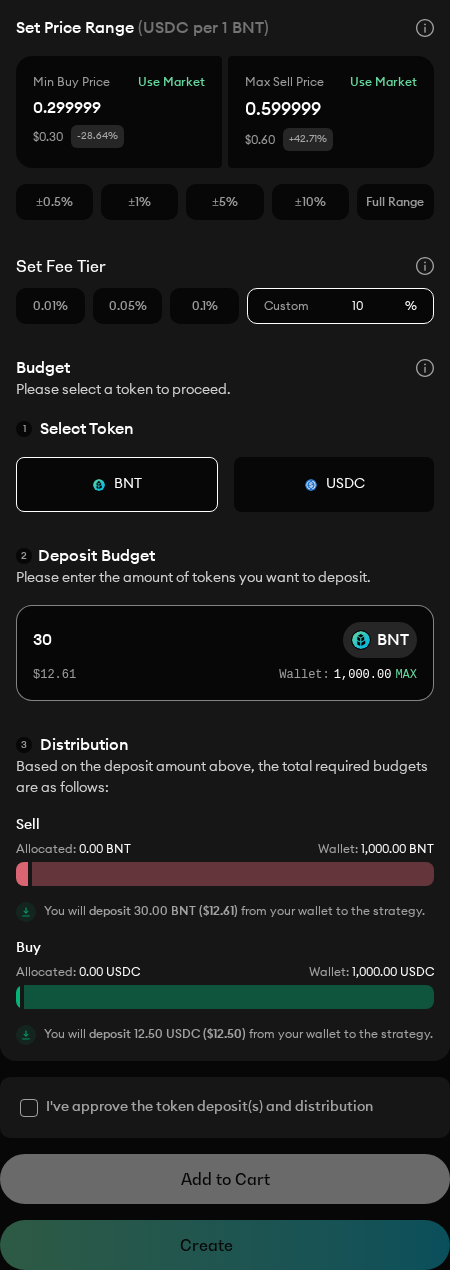 Set Price Range (USDC per 1 BNT)
Min Buy Price Use Market
0.299999
$0.30 -28.64%
Max Sell Price Use Market
0.599999
$0.60 +42.71%
±0.5% ±1% ±5% ±10% Full Range
Set Fee Tier
0.01% 0.05% 0.1% Custom 10 %
Budget
Please select a token to proceed.
1 Select Token
BNT USDC
2 Deposit Budget
Please enter the amount of tokens you want to deposit.
30 BNT
$12.61 Wallet: 1,000.00 MAX
3 Distribution
Based on the deposit amount above, the total required budgets
are as follows:
Sell
Allocated: 0.00 BNT Wallet: 1,000.00 BNT
You will deposit 30.00 BNT ($12.61) from your wallet to the strategy.
Buy
Allocated: 0.00 USDC Wallet: 1,000.00 USDC
You will deposit 12.50 USDC ($12.50) from your wallet to the strategy.
I've approve the token deposit(s) and distribution
Add to Cart
Create